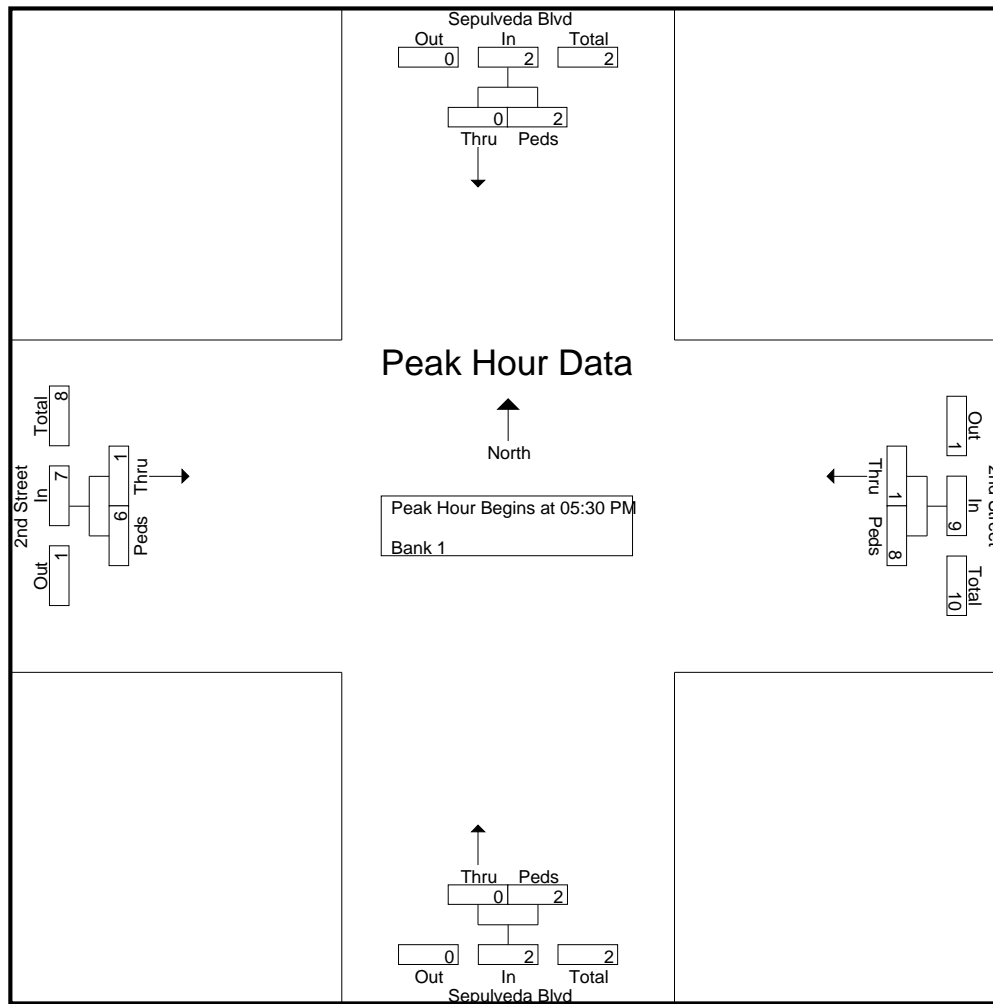 Sepulveda Blvd
Out In Total
0 2 2
0 2
Thru Peds
Peak Hour Data
North
Peak Hour Begins at 05:30 PM
Bank 1
2nd Street
Total In Out
8 7 1
1 6
Thru Peds
2nd Street
Out In Total
1 9 10
1 8
Thru Peds
Thru Peds
0 2
0 2 2
Out In Total
Sepulveda Blvd